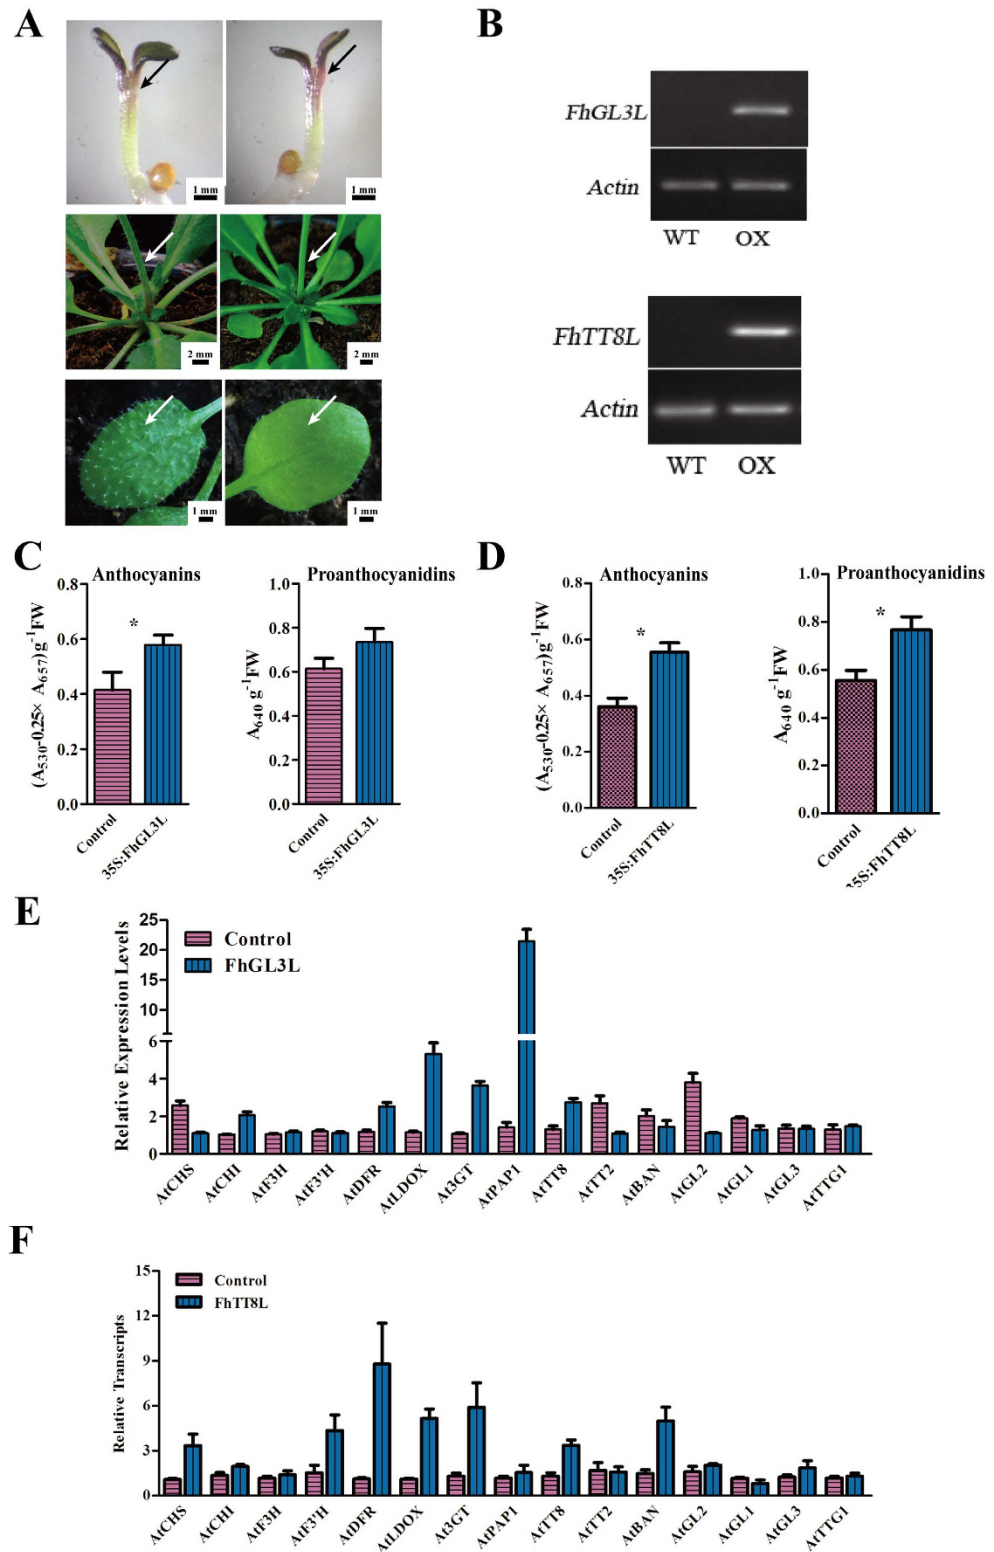 A
B
1 mm
1 mm
2 mm
2 mm
1 mm
1 mm
FhGL3L
Actin
WT OX
FhTT8L
Actin
WT OX
C
Anthocyanins
(A530-0.25× A657)g-1FW
0.8
0.6
0.4
0.2
0.0
*
Control
35S:FhGL3L
Proanthocyanidins
A640 g-1FW
1.0
0.8
0.6
0.4
0.2
0.0
Control
35S:FhGL3L
D
Anthocyanins
(A530-0.25× A657)g-1FW
0.8
0.6
0.4
0.2
0.0
*
Control
35S:FhTT8L
Proanthocyanidins
A640 g-1FW
1.0
0.8
0.6
0.4
0.2
0.0
*
Control
35S:FhTT8L
E
Relative Expression Levels
25
20
15
10
6
4
2
0
Control
FhGL3L
AtCHS
AtCHI
AtF3H
AtF3'H
AtDFR
AtLDOX
At3GT
AtPAP1
AtTT8
AtTT2
AtBAN
AtGL2
AtGL1
AtGL3
AtTTG1
F
Relative Transcripts
15
12
9
6
3
0
Control
FhTT8L
AtCHS
AtCHI
AtF3H
AtF3'H
AtDFR
AtLDOX
At3GT
AtPAP1
AtTT8
AtTT2
AtBAN
AtGL2
AtGL1
AtGL3
AtTTG1